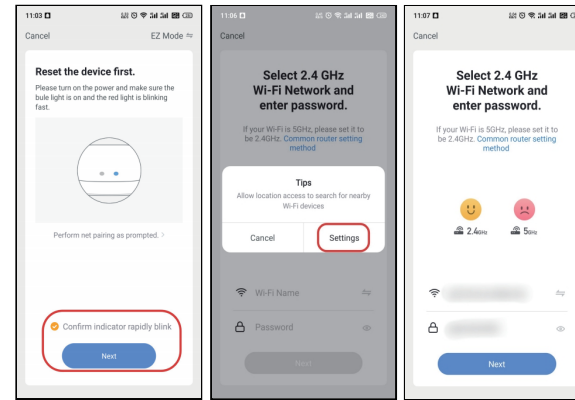 11:03
Cancel
EZ Mode
Reset the device first.
Please turn on the power and make sure the
bule light is on and the red light is blinking
fast.
Perform net pairing as prompted. >
Confirm indicator rapidly blink
Next
11:06
Cancel
Select 2.4 GHz
Wi-Fi Network and
enter password.
If your Wi-Fi is 5GHz, please set it to
be 2.4GHz. Common router setting
method
Tips
Allow location access to search for nearby
Wi-Fi devices
Cancel
Settings
Wi-Fi Name
Password
Next
11:07
Cancel
Select 2.4 GHz
Wi-Fi Network and
enter password.
If your Wi-Fi is 5GHz, please set it to
be 2.4GHz. Common router setting
method
2.4GHz
5GHz
Next